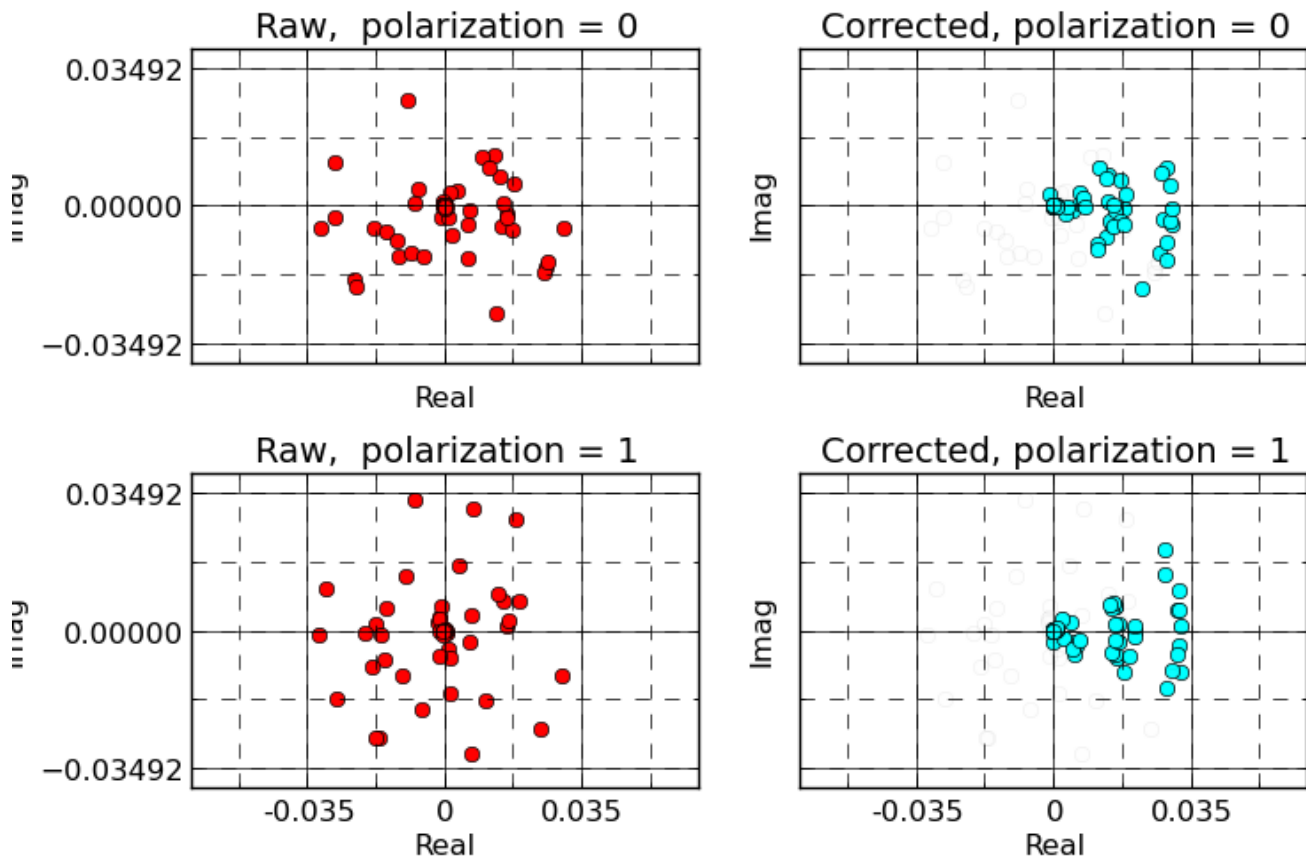 Raw,  polarization = 0
Corrected, polarization = 0
0.03492
0.00000
−0.03492
Imag
Imag
Real
Real
Raw,  polarization = 1
Corrected, polarization = 1
0.03492
0.00000
−0.03492
Imag
Imag
-0.035 0 0.035
-0.035 0 0.035
Real
Real